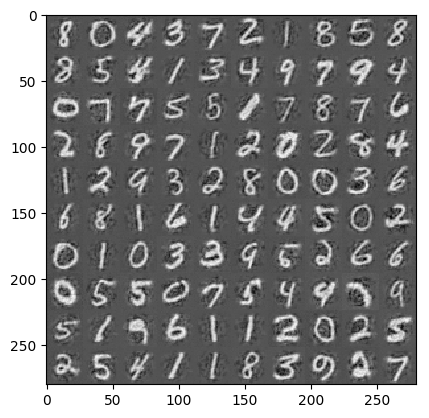 0
8 0 4 3 7 2 1 8 5 8
8 5 4 1 3 4 9 7 9 4
50
0 7 7 5 5 1 7 8 7 6
100
2 8 9 7 1 2 0 2 8 4
1 2 9 3 2 8 0 0 3 6
150
6 8 1 6 1 4 4 5 0 2
0 1 0 3 3 9 5 2 6 6
200
0 5 5 0 7 5 4 9 9
5 1 9 6 1 1 2 0 2 5
250
2 5 4 1 1 8 3 9 2 7
0 50 100 150 200 250